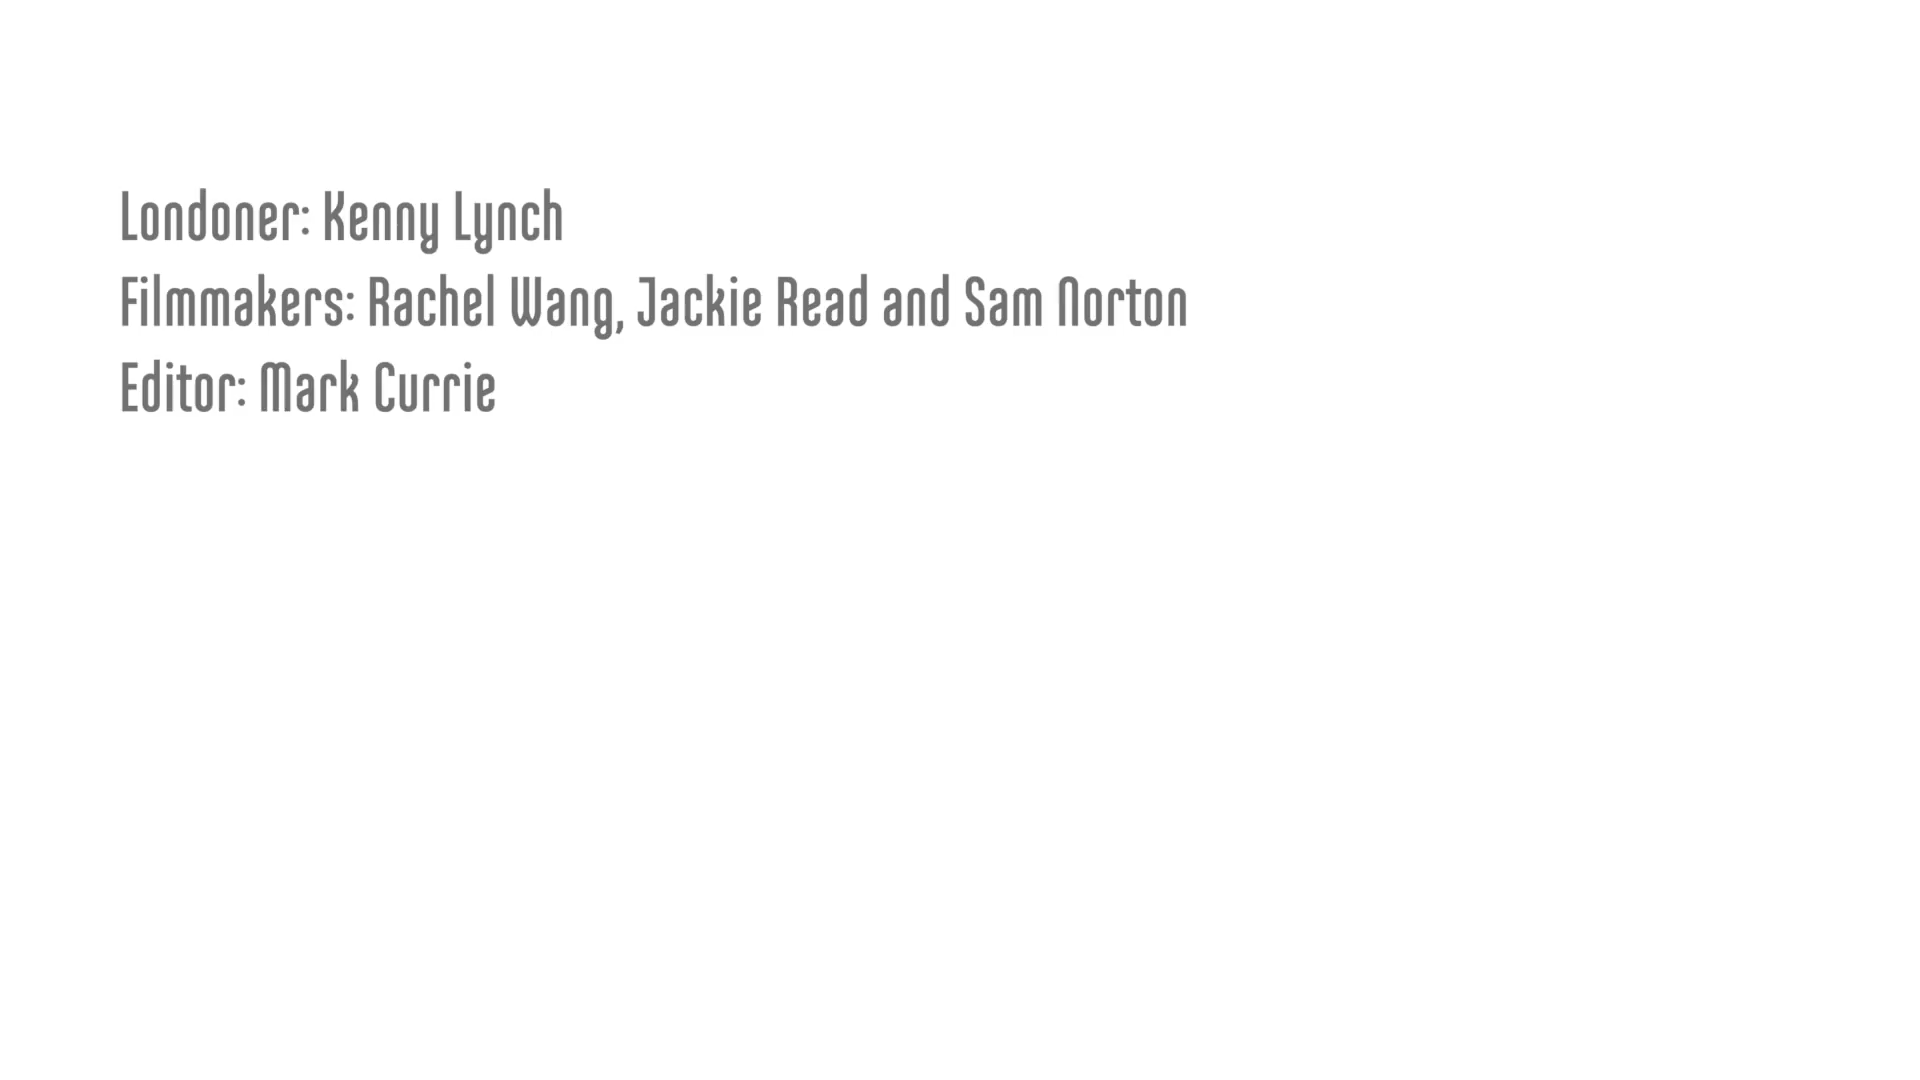 Londoner: Kenny Lynch
Filmmakers: Rachel Wang, Jackie Read and Sam Norton
Editor: Mark Currie